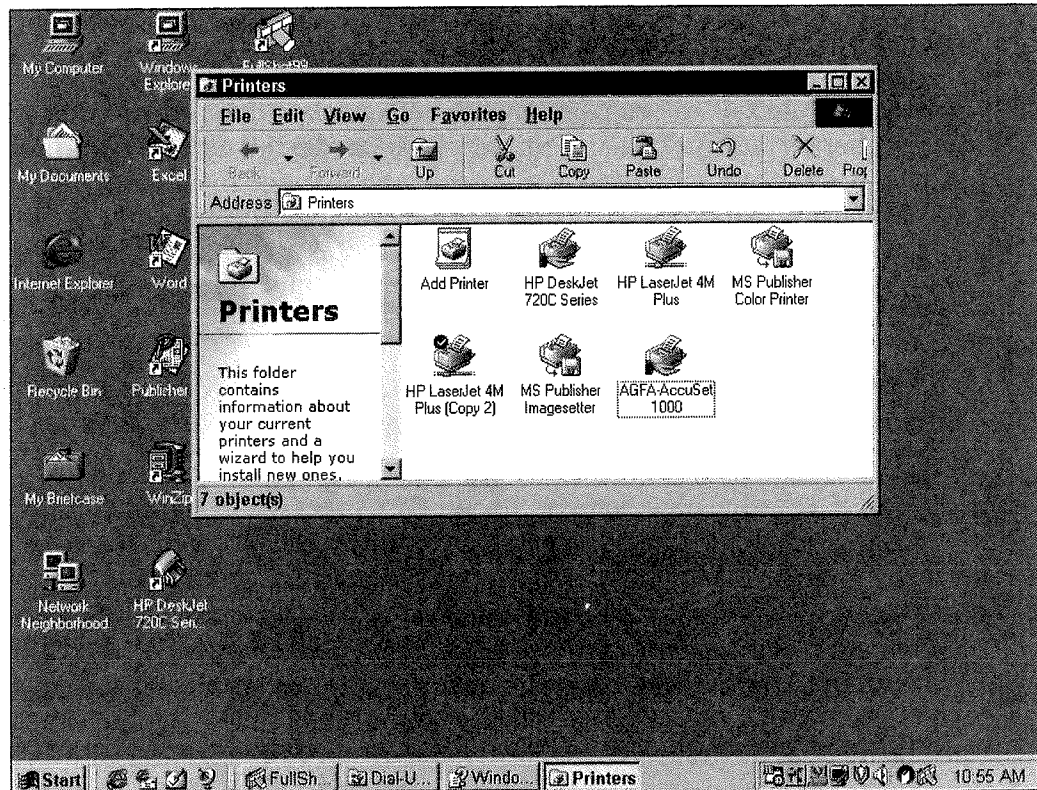 My Computer
Windows
Explore
FullShot99
Printers
File Edit View Go Favorites Help
Back Forward Up Cut Copy Paste Undo Delete Prop
Address Printers
My Documents
Excel
Internet Explorer
Word
Recycle Bin
Publisher
My Briefcase
WinZip
Network
Neighborhood
HP DeskJet
720C Seri...
Printers
This folder
contains
information about
your current
printers and a
wizard to help you
install new ones.
Add Printer
HP DeskJet
720C Series
HP LaserJet 4M
Plus
MS Publisher
Color Printer
HP LaserJet 4M
Plus (Copy 2)
MS Publisher
Imagesetter
AGFA-AccuSet
1000
7 object(s)
Start FullSh... Dial-U... Windo... Printers 10:55 AM